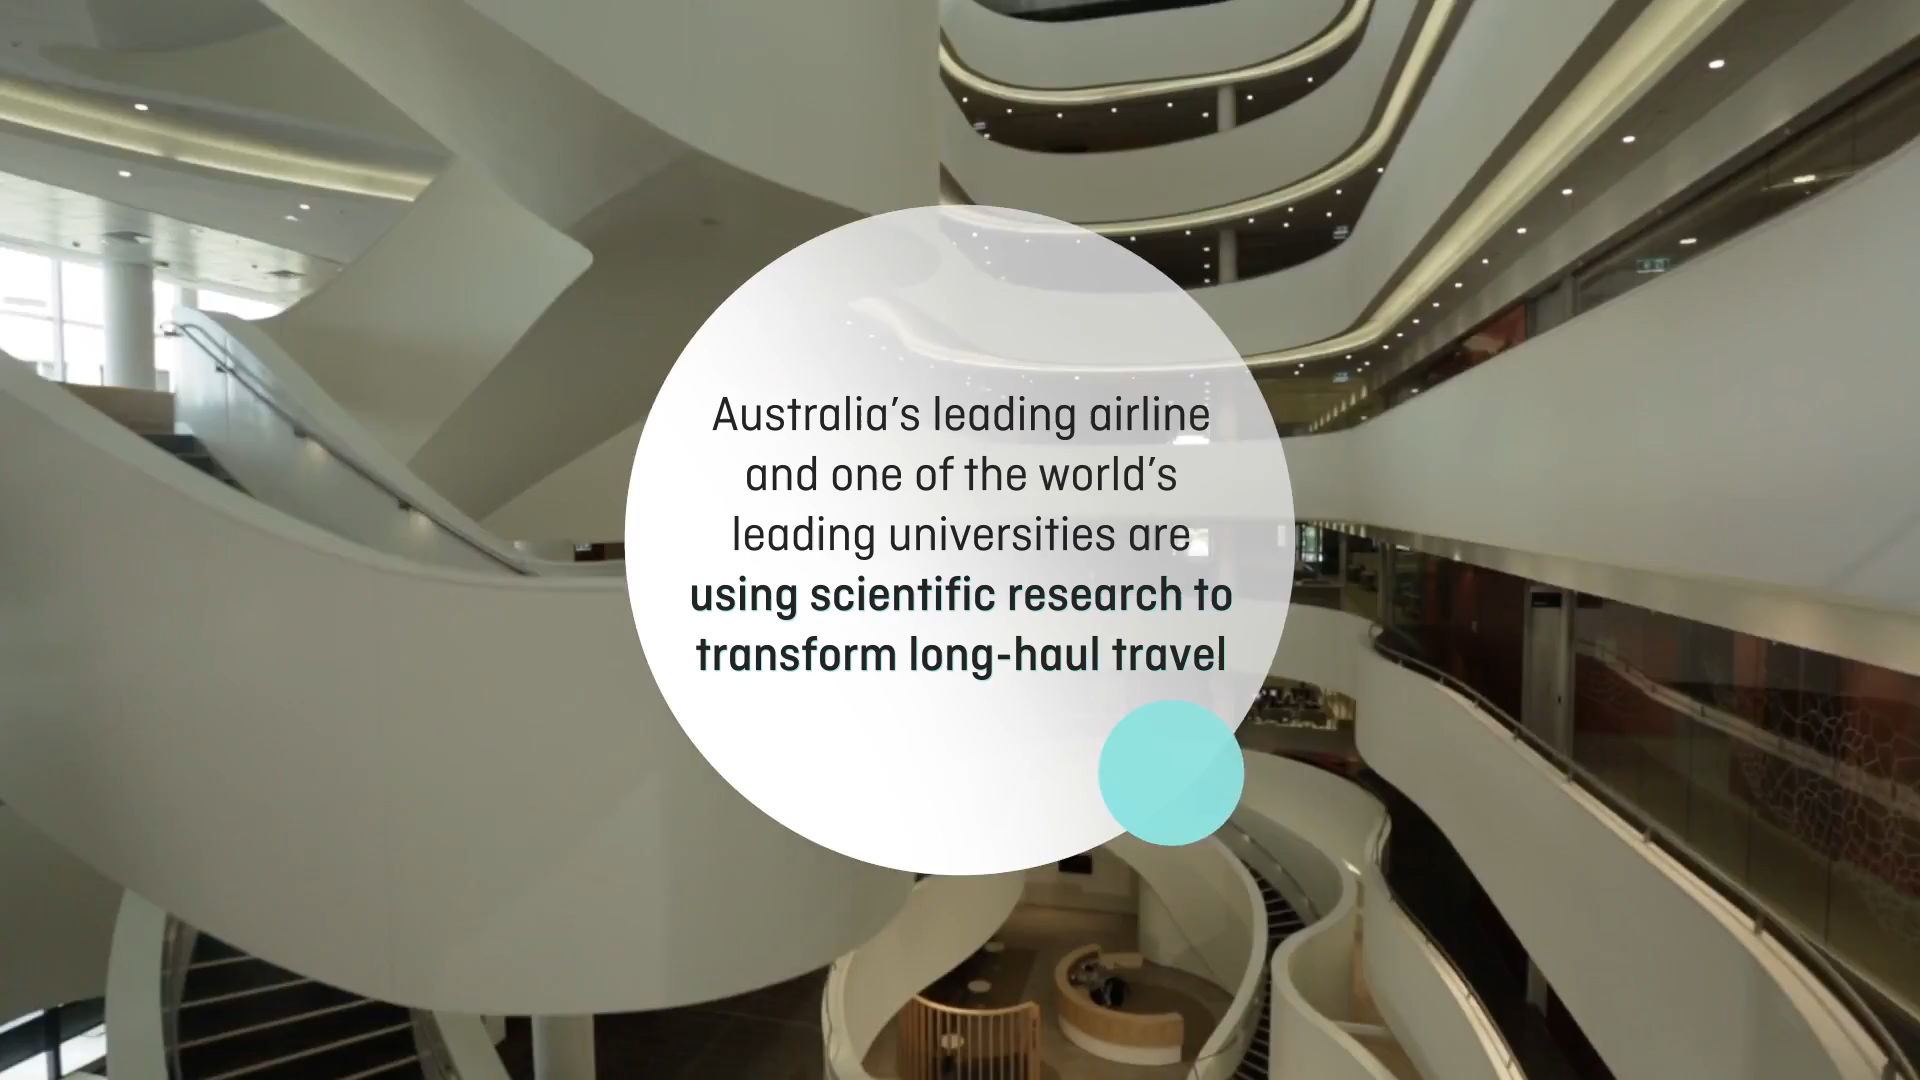 Australia’s leading airline
and one of the world’s
leading universities are
using scientific research to
transform long-haul travel